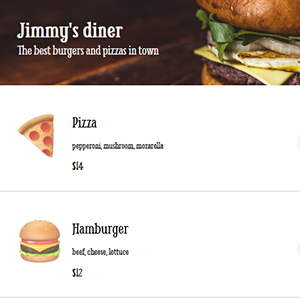 Jimmy's diner
The best burgers and pizzas in town
Pizza
pepperoni, mushroom, mozarella
$14
Hamburger
beef, cheese, lettuce
$12